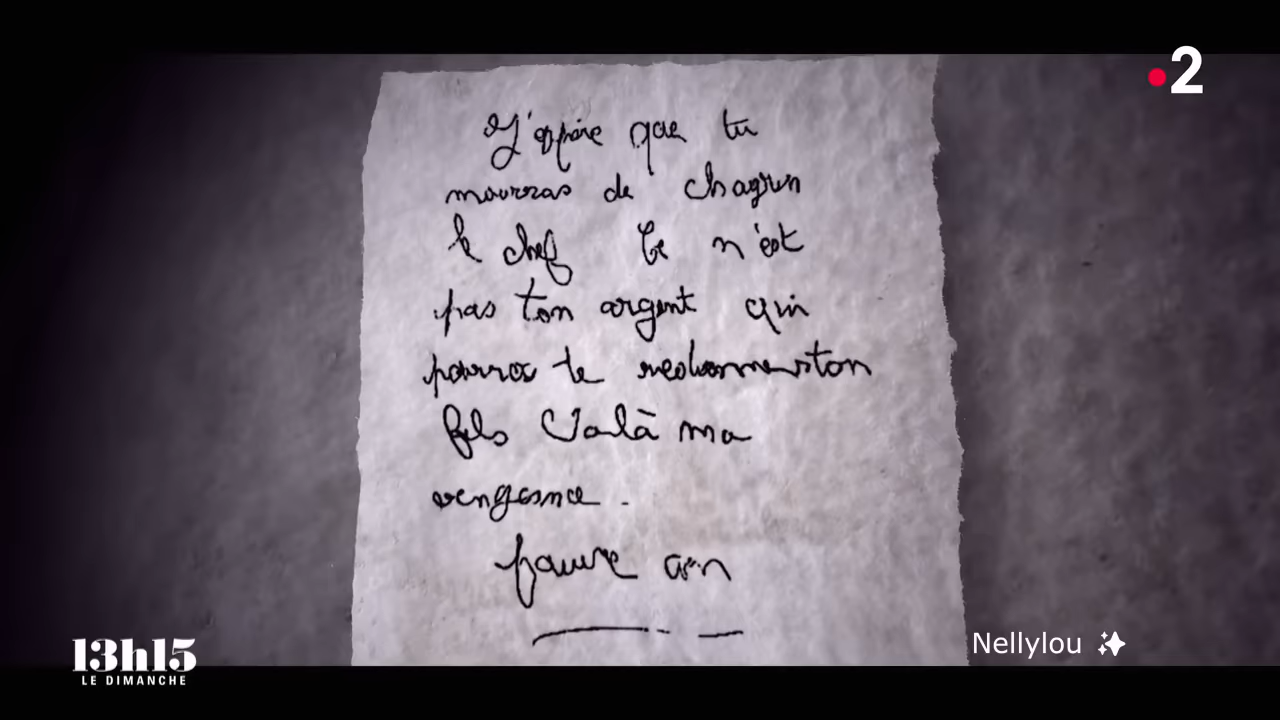 2
J'espère que tu
mourras de chagrin
le chef Ce n'est
pas ton argent qui
pourra te redonner ton
fils Voilà ma
vengeance.
pauvre con
13h15
LE DIMANCHE
Nellylou